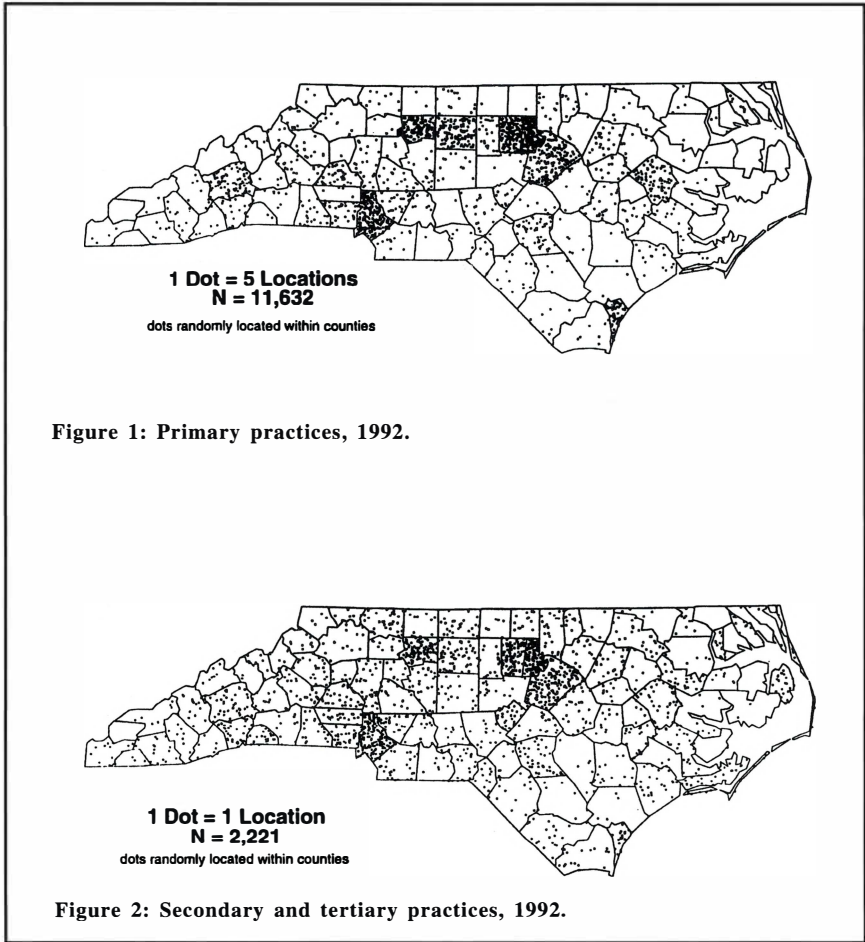 1 Dot = 5 Locations
N = 11,632
dots randomly located within counties
Figure 1: Primary practices, 1992.
1 Dot = 1 Location
N = 2,221
dots randomly located within counties
Figure 2: Secondary and tertiary practices, 1992.